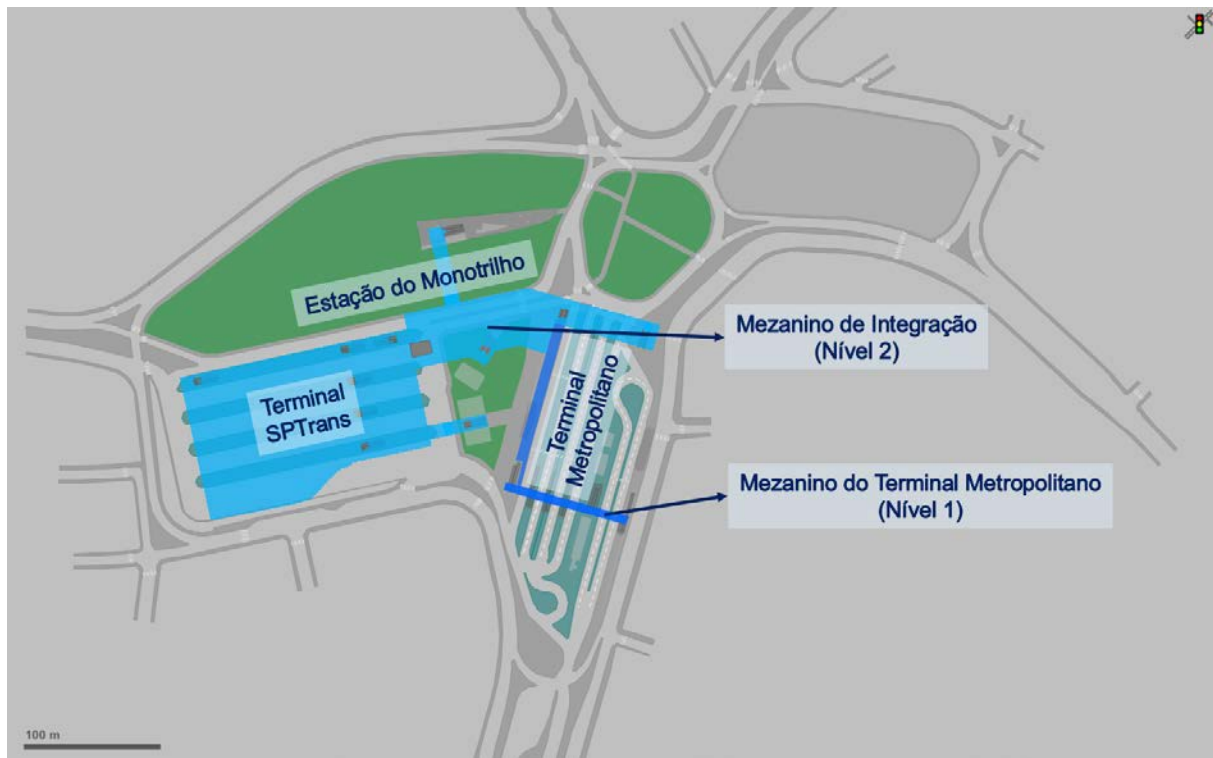 Estação do Monotrilho
Mezanino de Integração
(Nível 2)
Terminal
SPTrans
Terminal
Metropolitano
Mezanino do Terminal Metropolitano
(Nível 1)
100 m